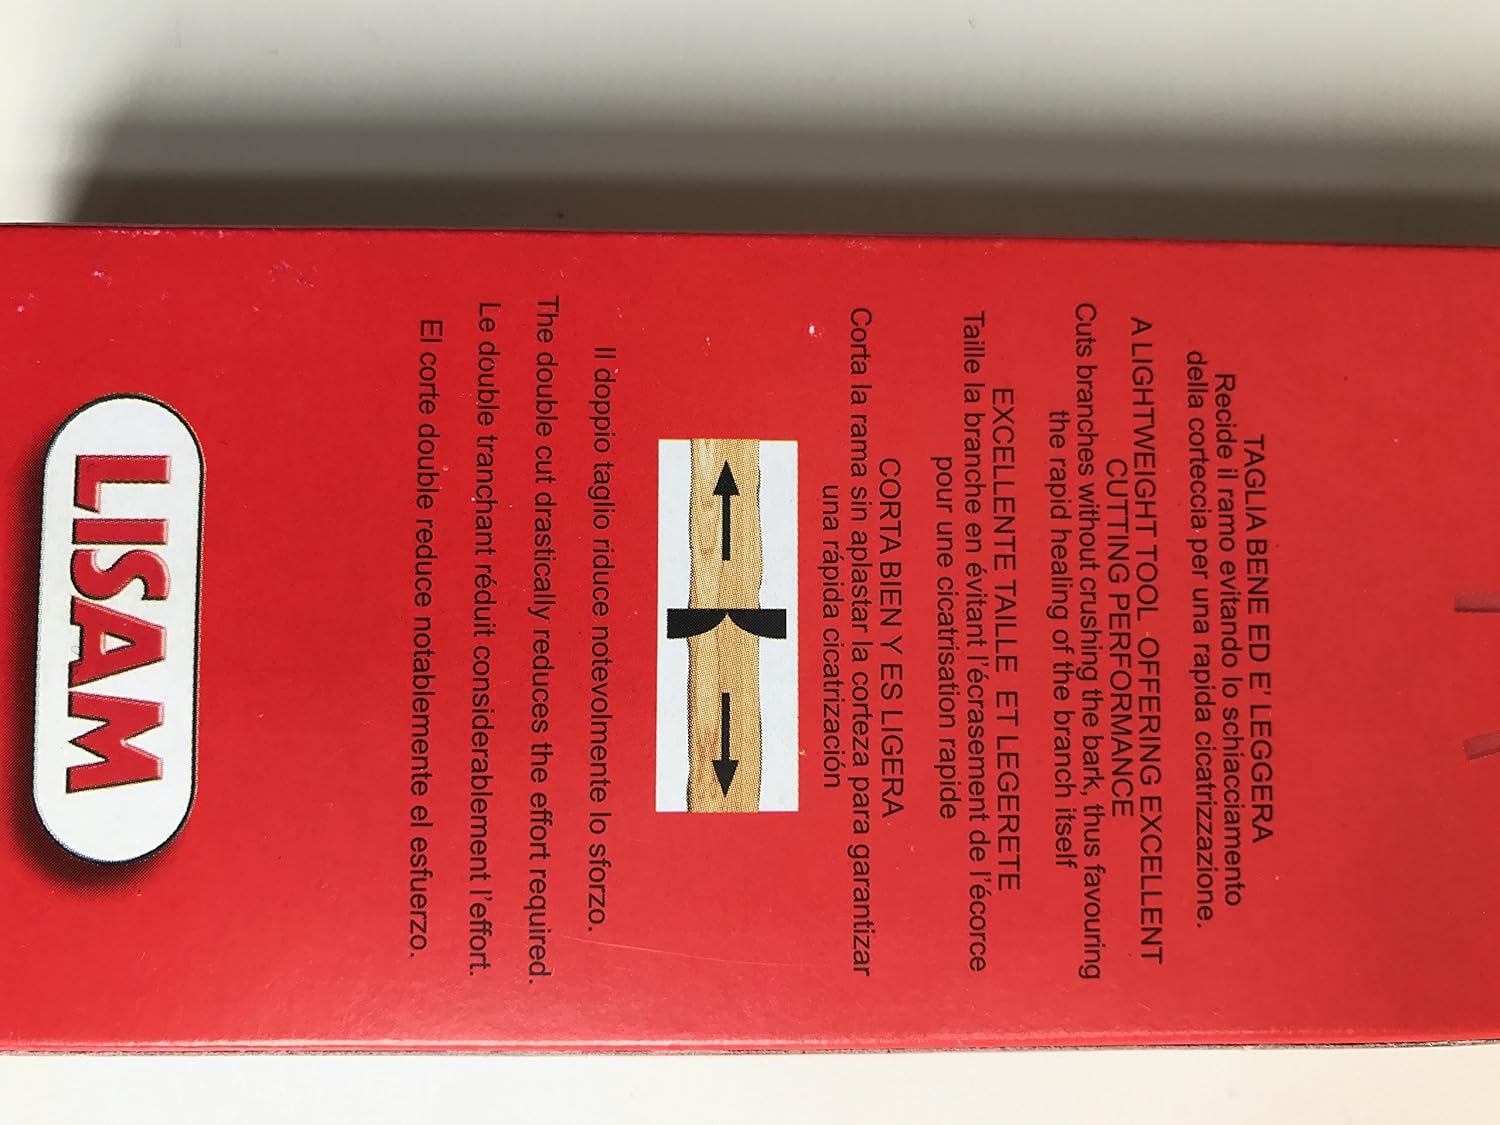 TAGLIA BENE ED E' LEGGERA
Recide il ramo evitando lo schiacciamento
della corteccia per una rapida cicatrizzazione.
A LIGHTWEIGHT TOOL OFFERING EXCELLENT
CUTTING PERFORMANCE
Cuts branches without crushing the bark, thus favouring
the rapid healing of the branch itself
EXCELLENTE TAILLE ET LEGERETE
Taille la branche en évitant l'écrasement de l'écorce
pour une cicatrisation rapide
CORTA BIEN Y ES LIGERA
Corta la rama sin aplastar la corteza para garantizar
una rápida cicatrización
Il doppio taglio riduce notevolmente lo sforzo.
The double cut drastically reduces the effort required.
Le double tranchant réduit considerablement l'effort.
El corte double reduce notablemente el esfuerzo.
LISAM